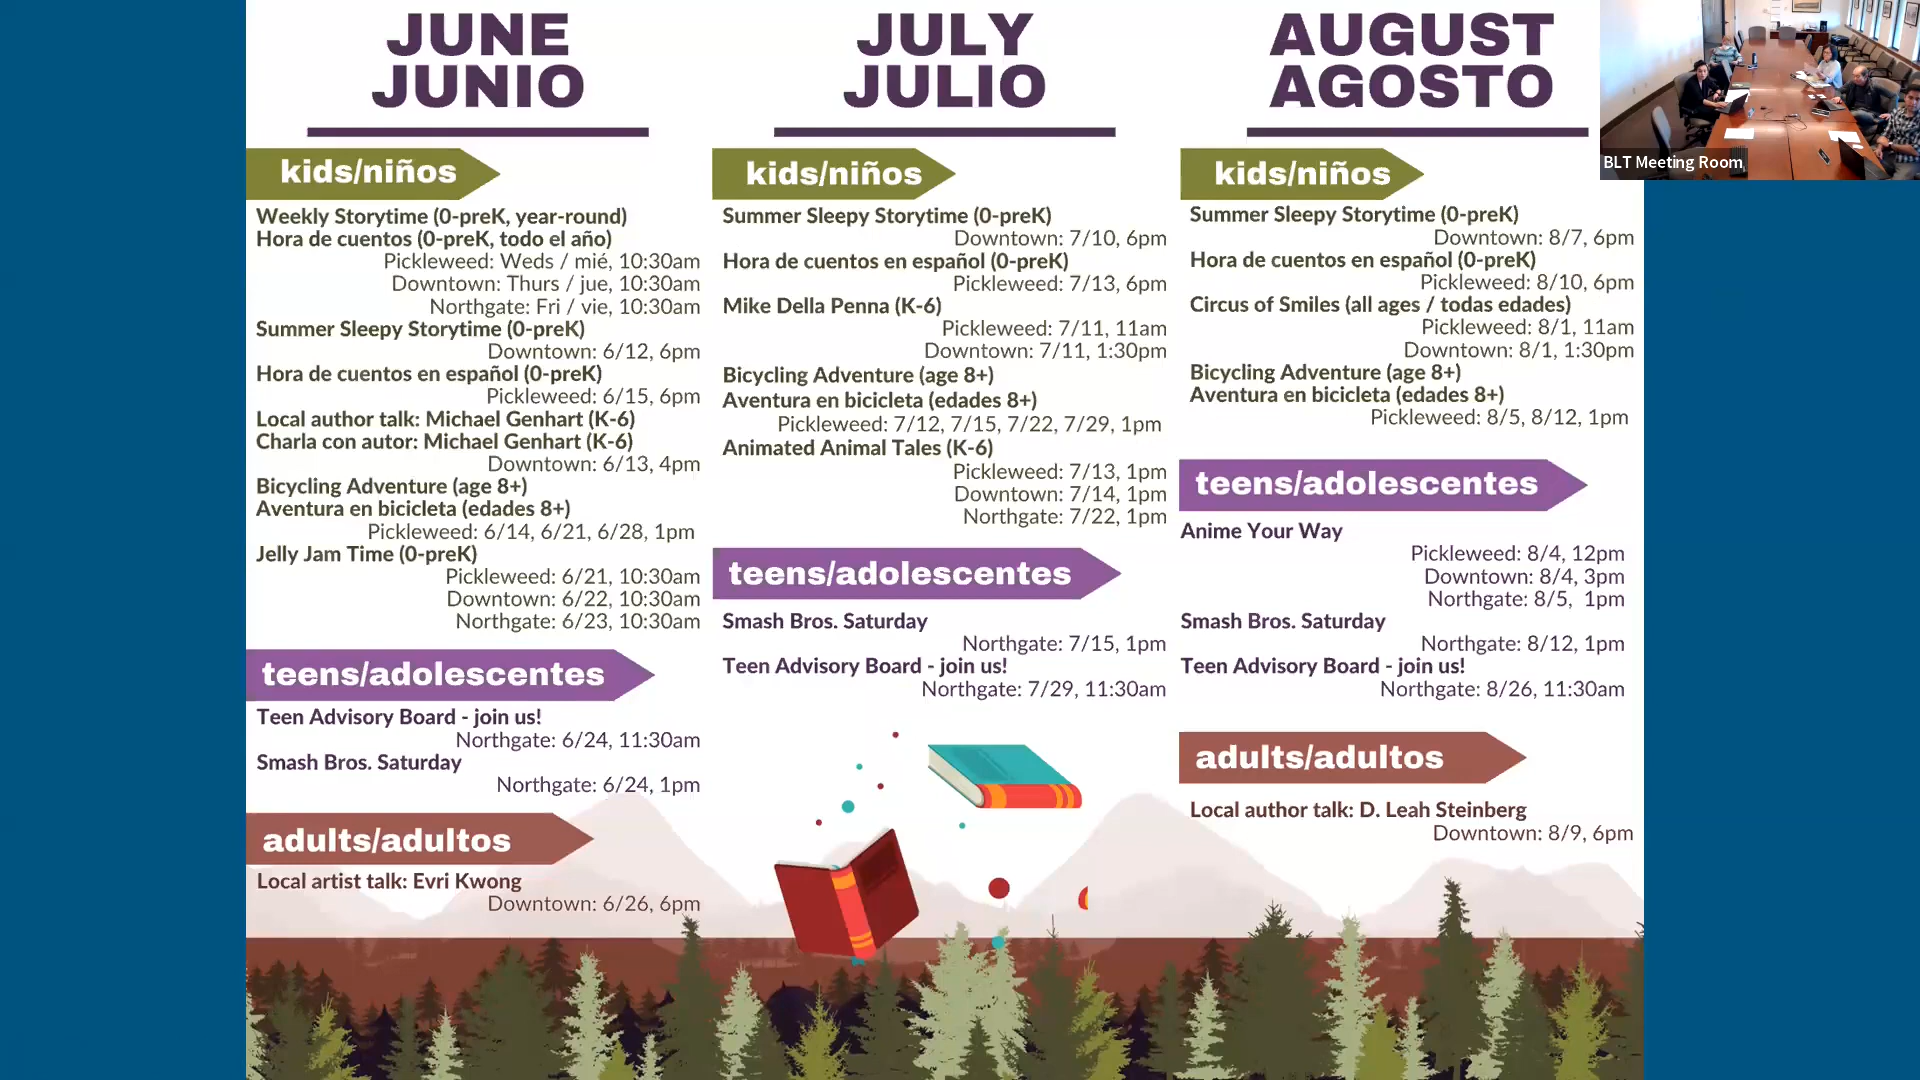 JUNE
JUNIO
kids/niños
Weekly Storytime (0-preK, year-round)
Hora de cuentos (0-preK, todo el año)
Pickleweed: Weds / mié, 10:30am
Downtown: Thurs / jue, 10:30am
Northgate: Fri / vie, 10:30am
Summer Sleepy Storytime (0-preK)
Downtown: 6/12, 6pm
Hora de cuentos en español (0-preK)
Pickleweed: 6/15, 6pm
Local author talk: Michael Genhart (K-6)
Charla con autor: Michael Genhart (K-6)
Downtown: 6/13, 4pm
Bicycling Adventure (age 8+)
Aventura en bicicleta (edades 8+)
Pickleweed: 6/14, 6/21, 6/28, 1pm
Jelly Jam Time (0-preK)
Pickleweed: 6/21, 10:30am
Downtown: 6/22, 10:30am
Northgate: 6/23, 10:30am
teens/adolescentes
Teen Advisory Board - join us!
Northgate: 6/24, 11:30am
Smash Bros. Saturday
Northgate: 6/24, 1pm
adults/adultos
Local artist talk: Evri Kwong
Downtown: 6/26, 6pm
JULY
JULIO
kids/niños
Summer Sleepy Storytime (0-preK)
Downtown: 7/10, 6pm
Hora de cuentos en español (0-preK)
Pickleweed: 7/13, 6pm
Mike Della Penna (K-6)
Pickleweed: 7/11, 11am
Downtown: 7/11, 1:30pm
Bicycling Adventure (age 8+)
Aventura en bicicleta (edades 8+)
Pickleweed: 7/12, 7/15, 7/22, 7/29, 1pm
Animated Animal Tales (K-6)
Pickleweed: 7/13, 1pm
Downtown: 7/14, 1pm
Northgate: 7/22, 1pm
teens/adolescentes
Smash Bros. Saturday
Northgate: 7/15, 1pm
Teen Advisory Board - join us!
Northgate: 7/29, 11:30am
AUGUST
AGOSTO
kids/niños
Summer Sleepy Storytime (0-preK)
Downtown: 8/7, 6pm
Hora de cuentos en español (0-preK)
Pickleweed: 8/10, 6pm
Circus of Smiles (all ages / todas edades)
Pickleweed: 8/1, 11am
Downtown: 8/1, 1:30pm
Bicycling Adventure (age 8+)
Aventura en bicicleta (edades 8+)
Pickleweed: 8/5, 8/12, 1pm
teens/adolescentes
Anime Your Way
Pickleweed: 8/4, 12pm
Downtown: 8/4, 3pm
Northgate: 8/5, 1pm
Smash Bros. Saturday
Northgate: 8/12, 1pm
Teen Advisory Board - join us!
Northgate: 8/26, 11:30am
adults/adultos
Local author talk: D. Leah Steinberg
Downtown: 8/9, 6pm
BLT Meeting Room